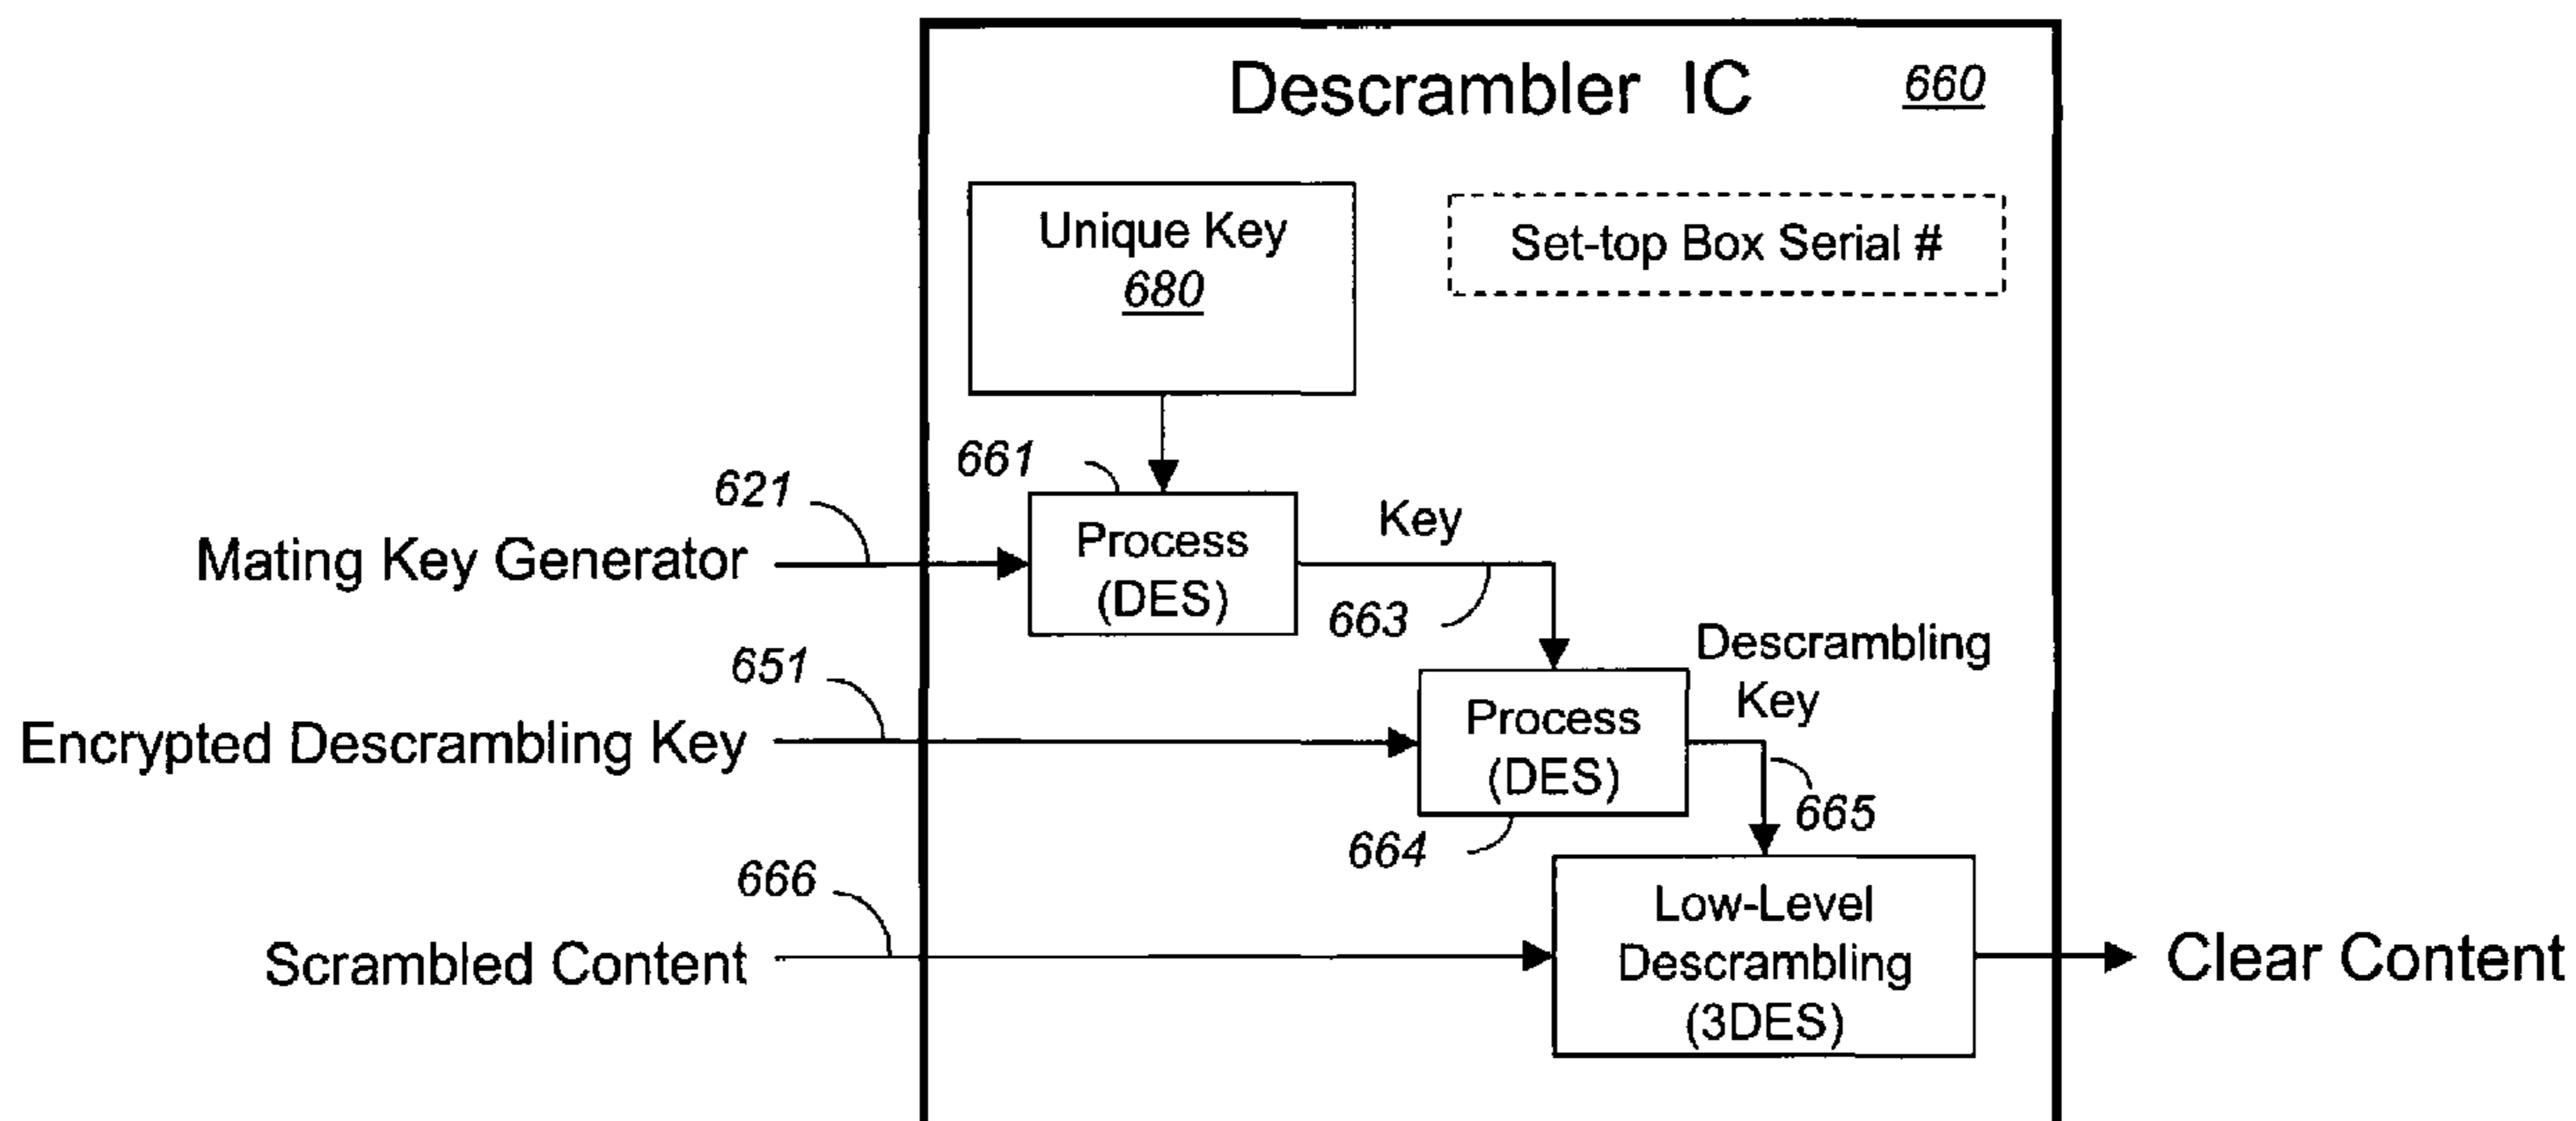 Descrambler IC 660
Unique Key
680
Set-top Box Serial #
661
621
Mating Key Generator
Process
(DES)
Key
663
651
Encrypted Descrambling Key
Process
(DES)
664
Descrambling
Key
665
666
Scrambled Content
Low-Level
Descrambling
(3DES)
Clear Content